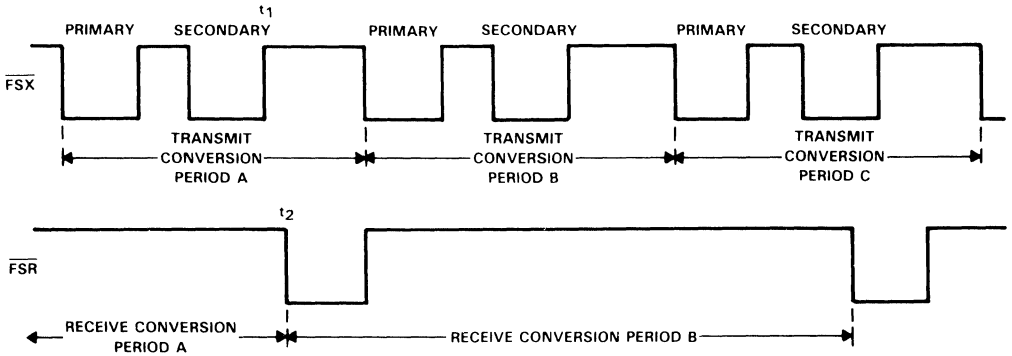 t1
PRIMARY SECONDARY PRIMARY SECONDARY PRIMARY SECONDARY
FSX
TRANSMIT
CONVERSION
PERIOD A
TRANSMIT
CONVERSION
PERIOD B
TRANSMIT
CONVERSION
PERIOD C
t2
FSR
RECEIVE CONVERSION
PERIOD A
RECEIVE CONVERSION PERIOD B